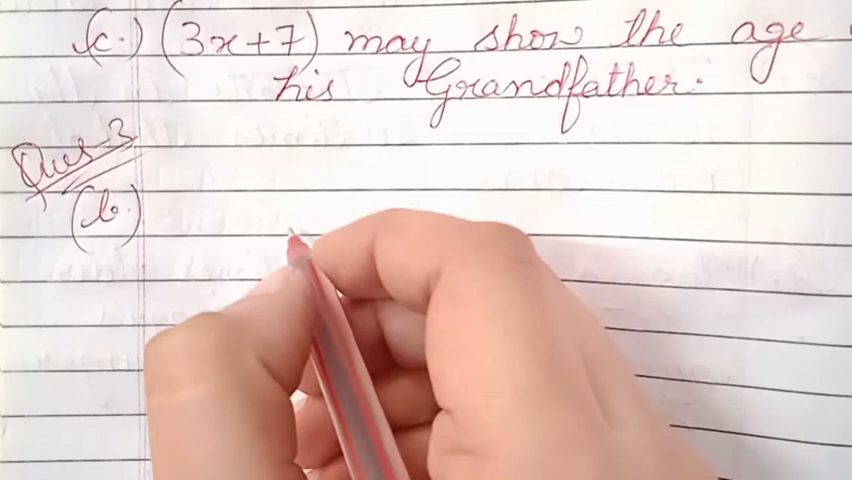 (c.) (3x+7) may show the age
his Grandfather.
Ques-3
(b.)